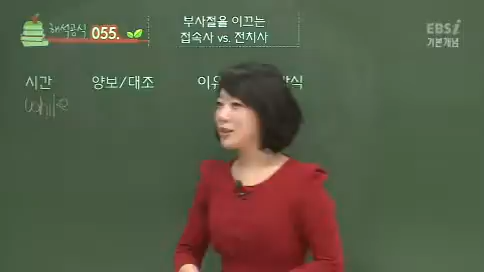 해석공식 055.
부사절을 이끄는
접속사 vs. 전치사
EBSi
기본개념
시간 양보/대조 이유
while